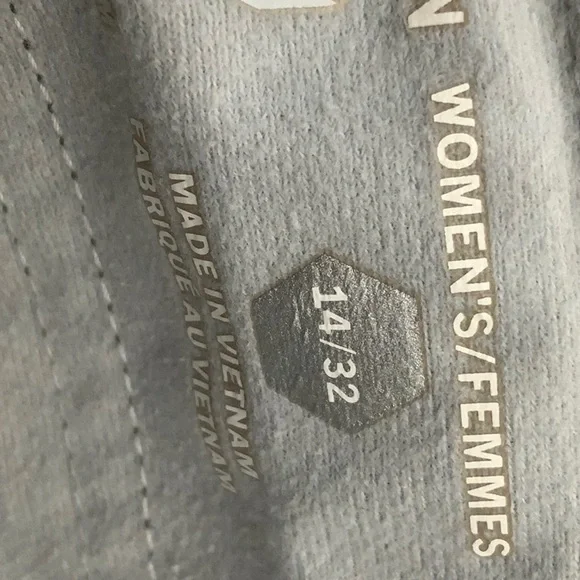 N
WOMEN'S/FEMMES
14/32
MADE IN VIETNAM
FABRIQUÉ AU VIETNAM